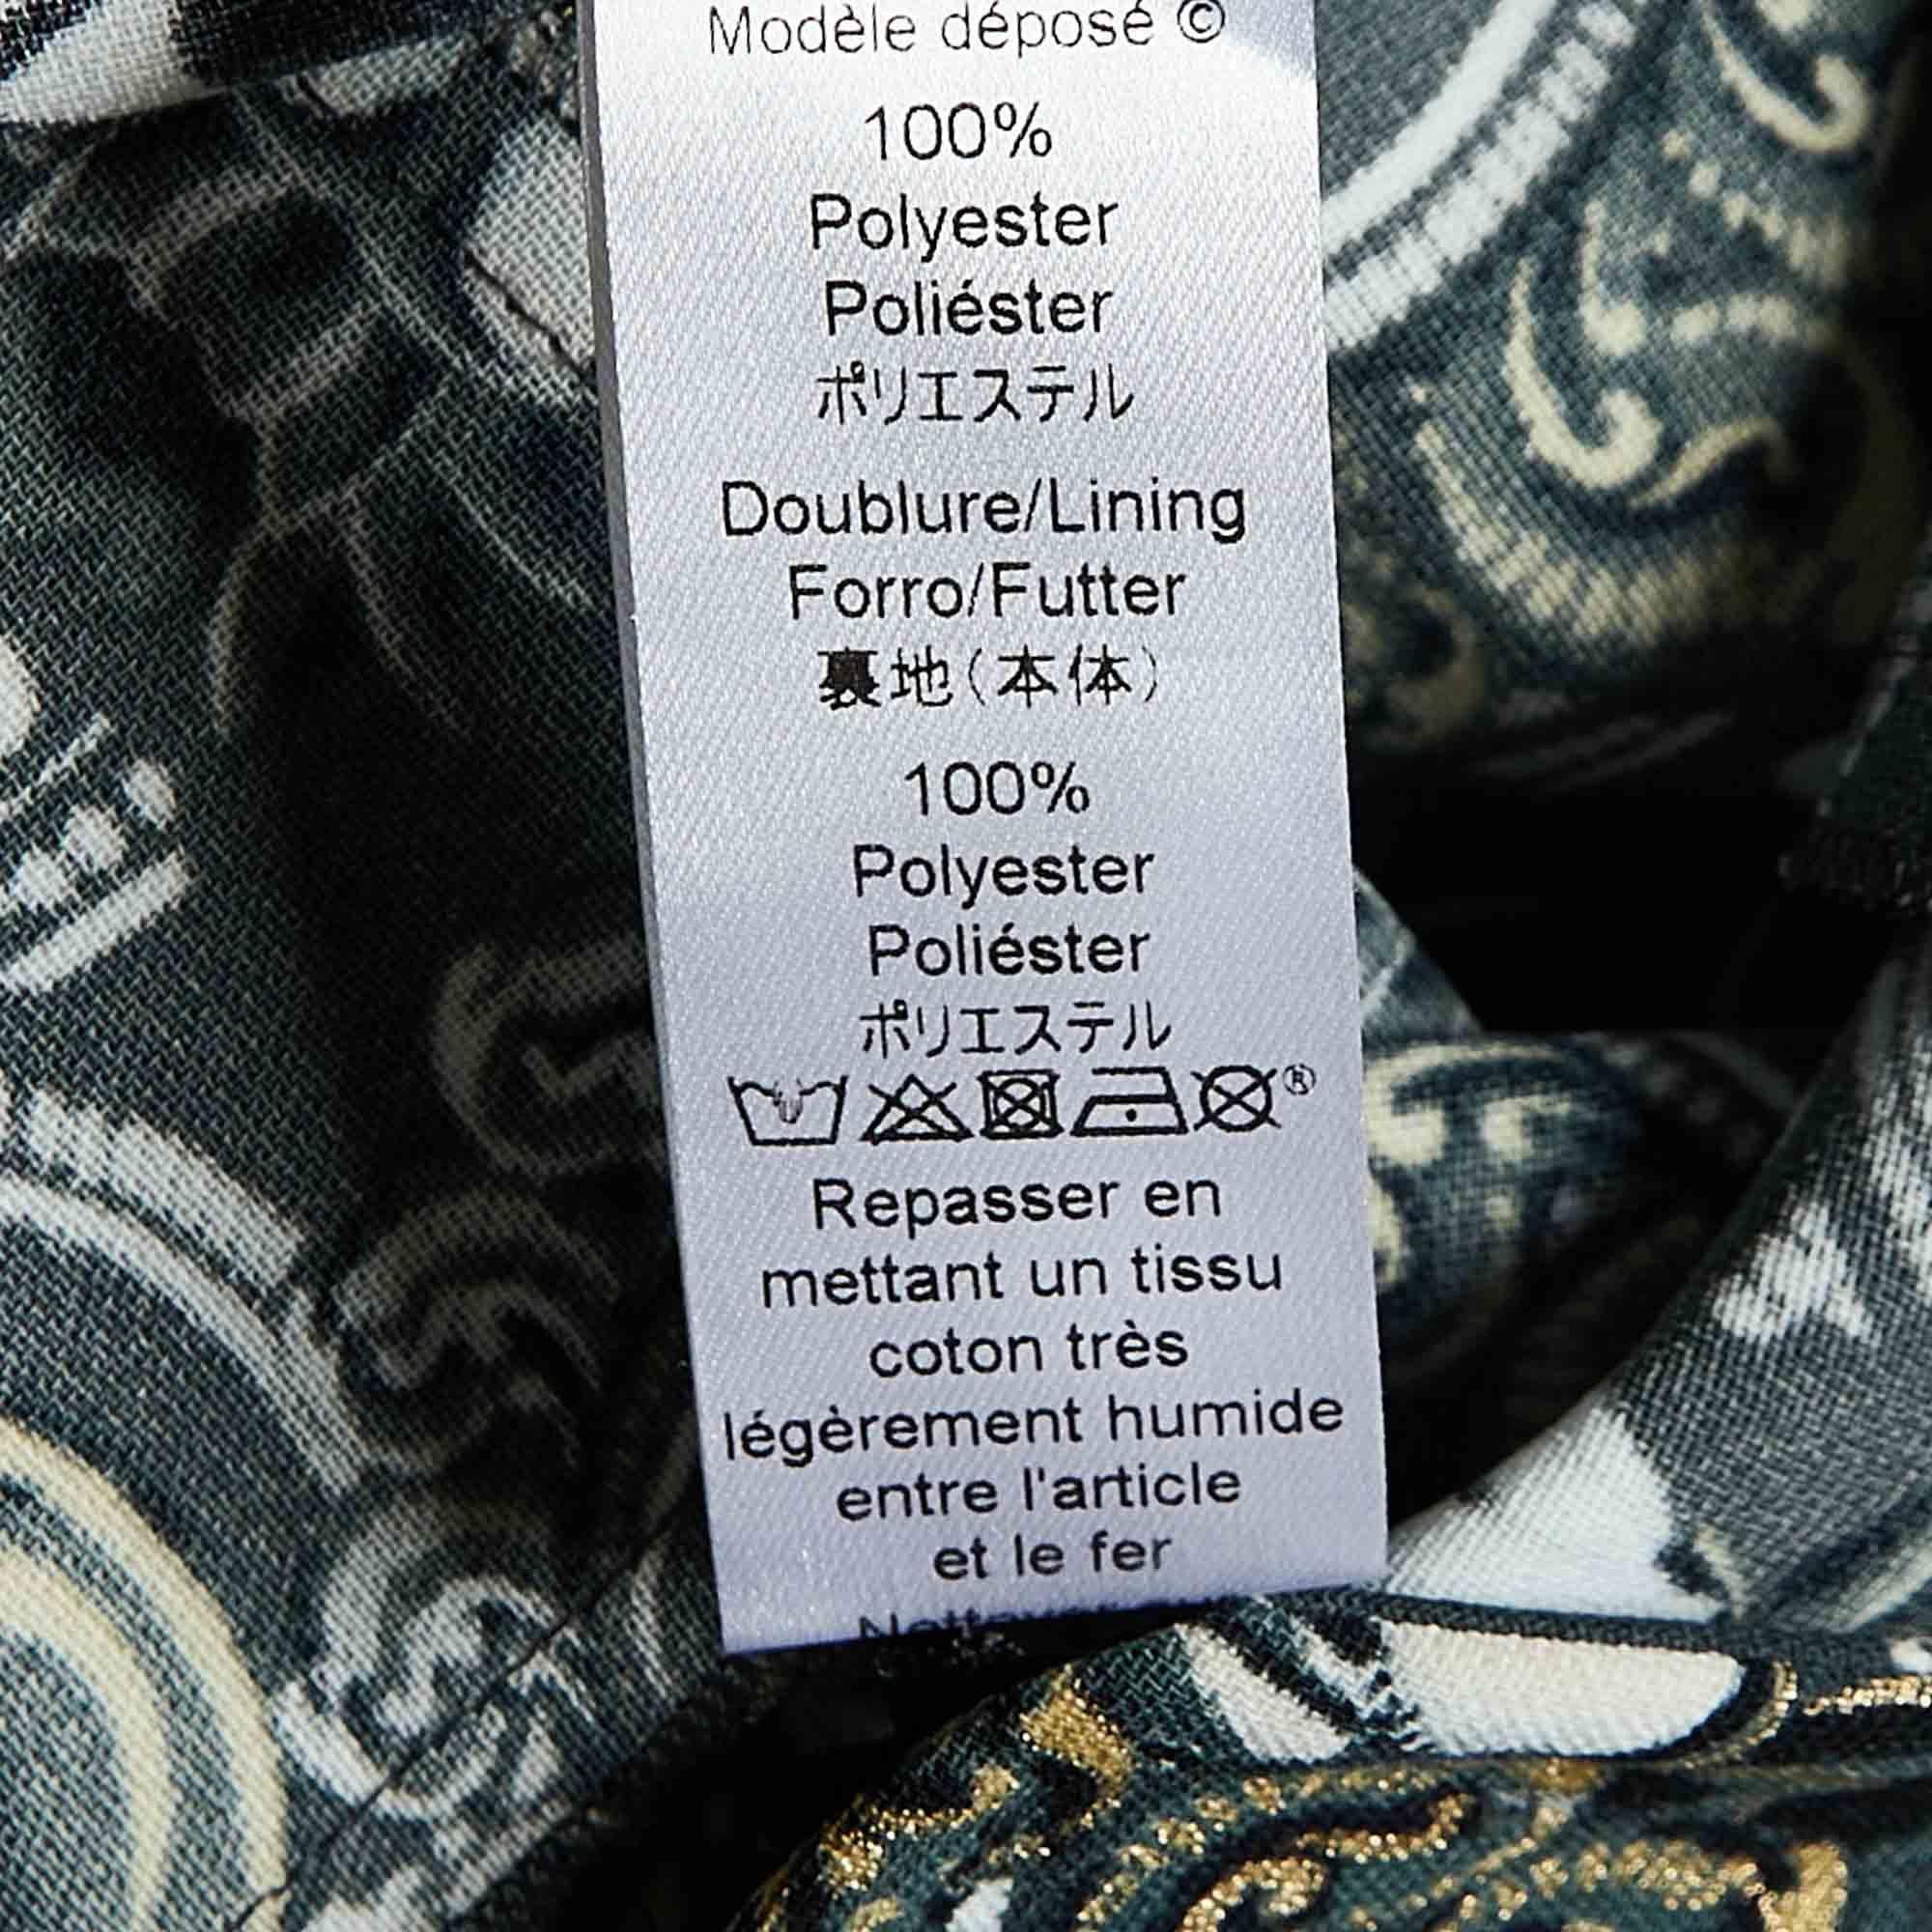 Modèle déposé ©
100%
Polyester
Poliéster
ポリエステル
Doublure/Lining
Forro/Futter
裏地(本体)
100%
Polyester
Poliéster
ポリエステル
®
Repasser en
mettant un tissu
coton très
légèrement humide
entre l'article
et le fer